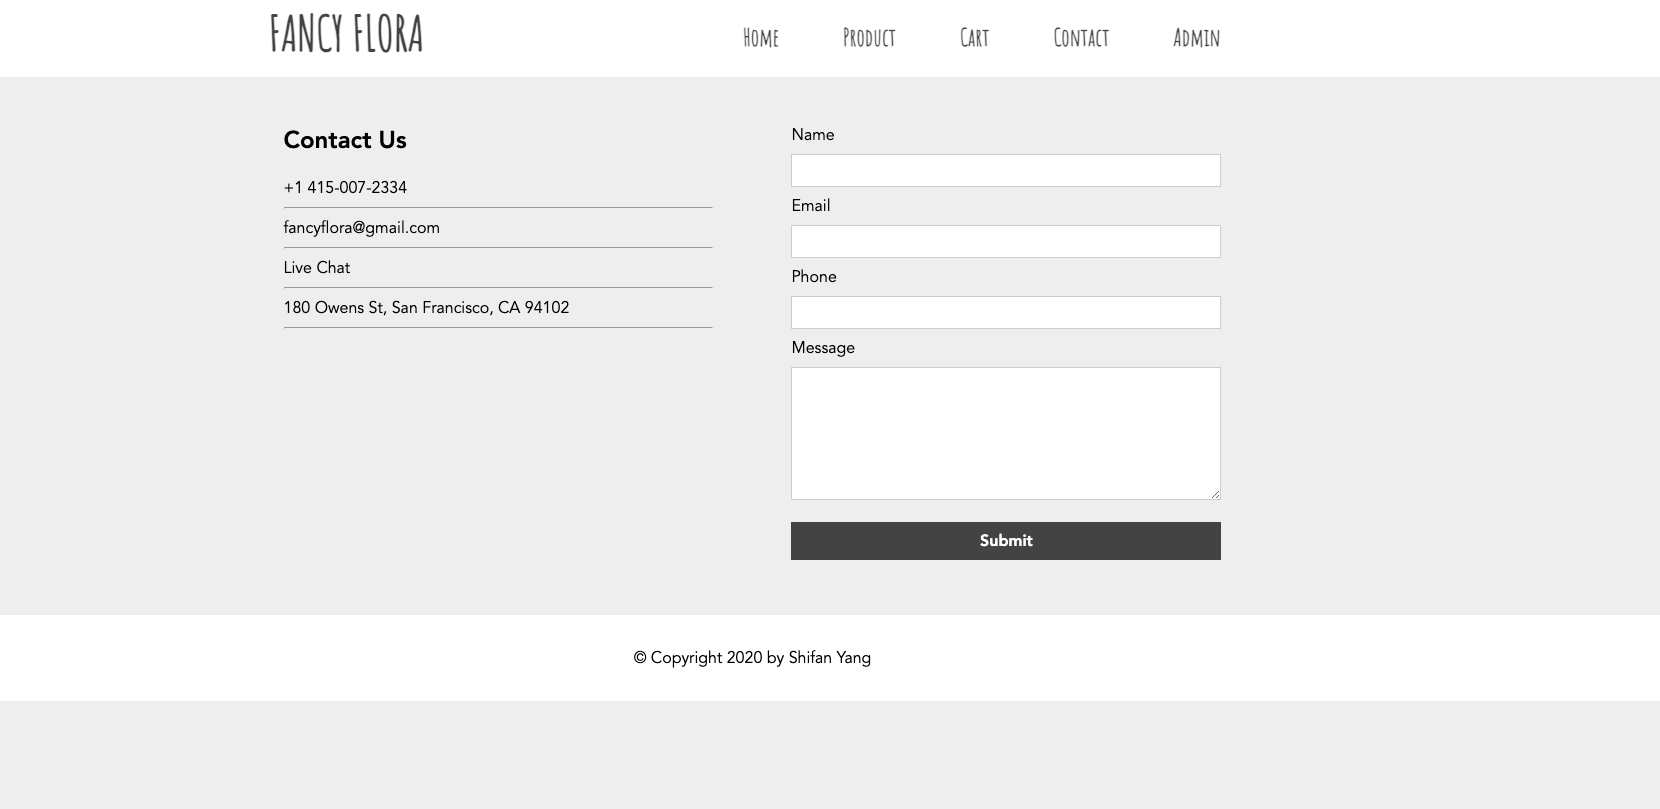 FANCY FLORA
Home Product Cart Contact Admin
Contact Us
+1 415-007-2334
fancyflora@gmail.com
Live Chat
180 Owens St, San Francisco, CA 94102
Name
Email
Phone
Message
Submit
© Copyright 2020 by Shifan Yang